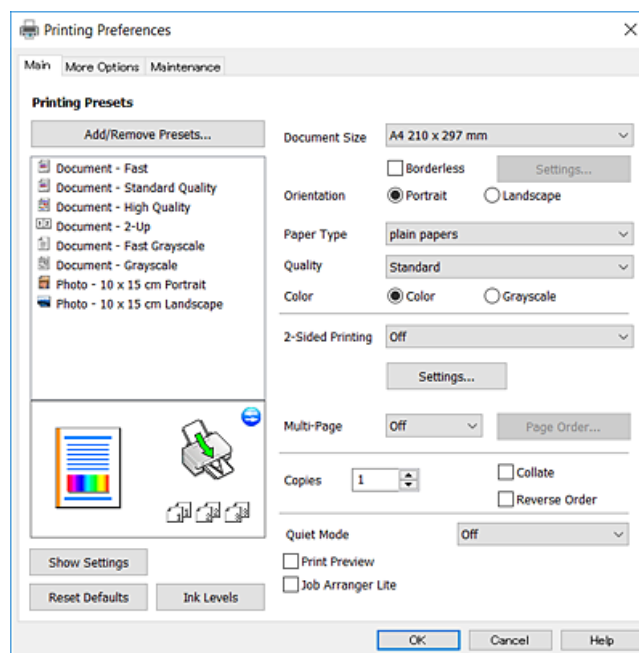 Printing Preferences
Main More Options Maintenance
Printing Presets
Add/Remove Presets...
Document - Fast
Document - Standard Quality
Document - High Quality
Document - 2-Up
Document - Fast Grayscale
Document - Grayscale
Photo - 10 x 15 cm Portrait
Photo - 10 x 15 cm Landscape
Show Settings
Reset Defaults Ink Levels
Document Size A4 210 x 297 mm
Borderless Settings...
Orientation Portrait Landscape
Paper Type plain papers
Quality Standard
Color Color Grayscale
2-Sided Printing Off
Settings...
Multi-Page Off Page Order...
Copies 1 Collate
Reverse Order
Quiet Mode Off
Print Preview
Job Arranger Lite
OK Cancel Help